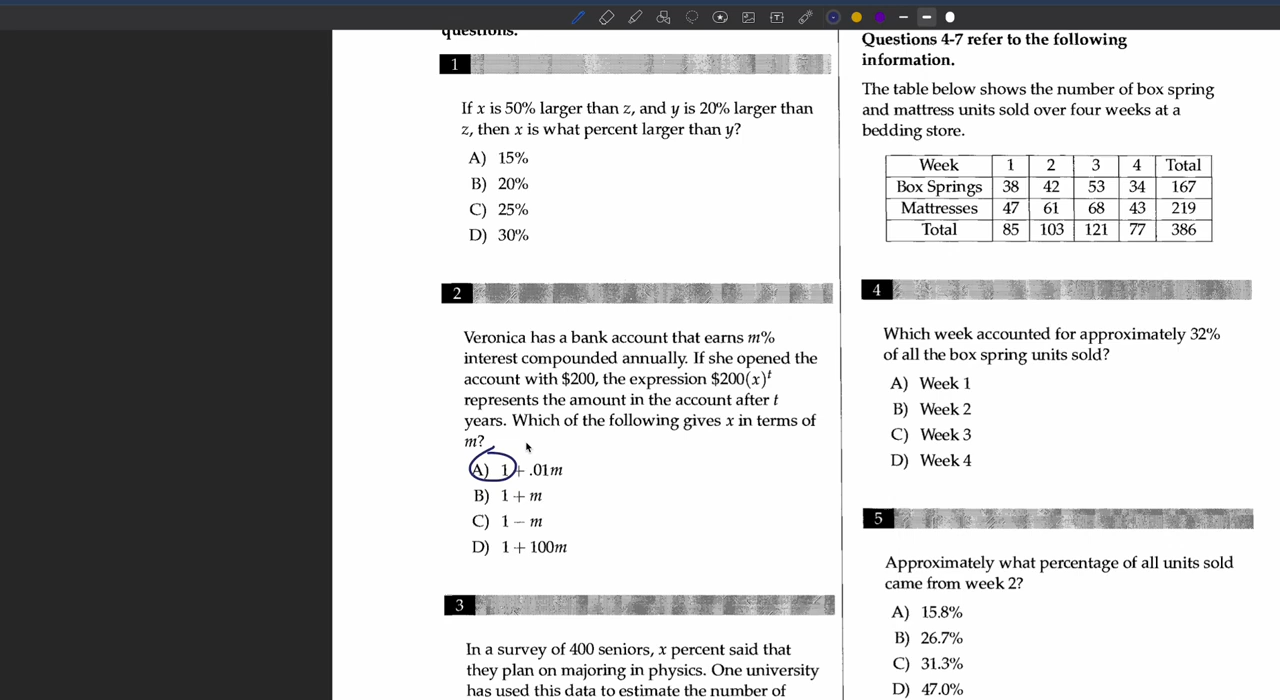 questions.
1
If x is 50% larger than z, and y is 20% larger than
z, then x is what percent larger than y?
A) 15%
B) 20%
C) 25%
D) 30%
2
Veronica has a bank account that earns m%
interest compounded annually. If she opened the
account with $200, the expression $200(x)^t
represents the amount in the account after t
years. Which of the following gives x in terms of
m?
A) 1 + .01m
B) 1 + m
C) 1 − m
D) 1 + 100m
3
In a survey of 400 seniors, x percent said that
they plan on majoring in physics. One university
has used this data to estimate the number of
Questions 4-7 refer to the following
information.
The table below shows the number of box spring
and mattress units sold over four weeks at a
bedding store.
Week 1 2 3 4 Total
Box Springs 38 42 53 34 167
Mattresses 47 61 68 43 219
Total 85 103 121 77 386
4
Which week accounted for approximately 32%
of all the box spring units sold?
A) Week 1
B) Week 2
C) Week 3
D) Week 4
5
Approximately what percentage of all units sold
came from week 2?
A) 15.8%
B) 26.7%
C) 31.3%
D) 47.0%